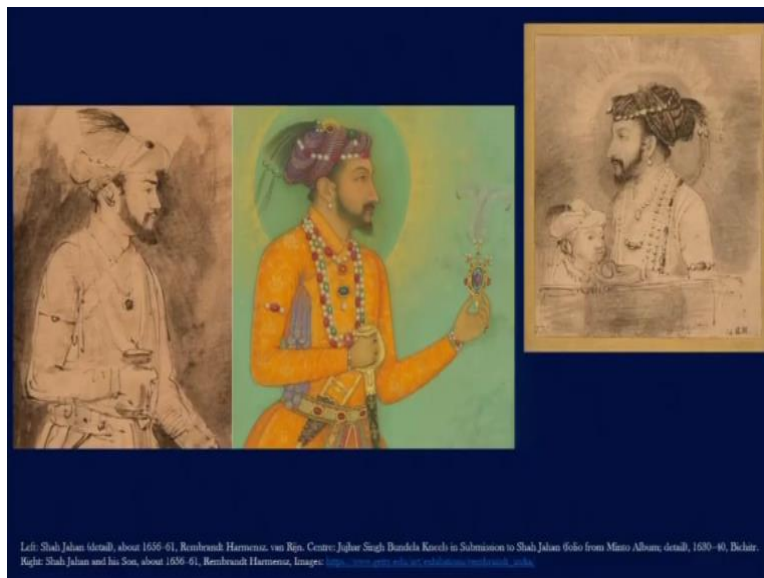 Left: Shah Jahan (detail), about 1656–61, Rembrandt Harmensz. van Rijn. Centre: Jujhar Singh Bundela Kneels in Submission to Shah Jahan (folio from Minto Album; detail), 1630–40, Bichitr.
Right: Shah Jahan and his Son, about 1656–61, Rembrandt Harmensz, Images: